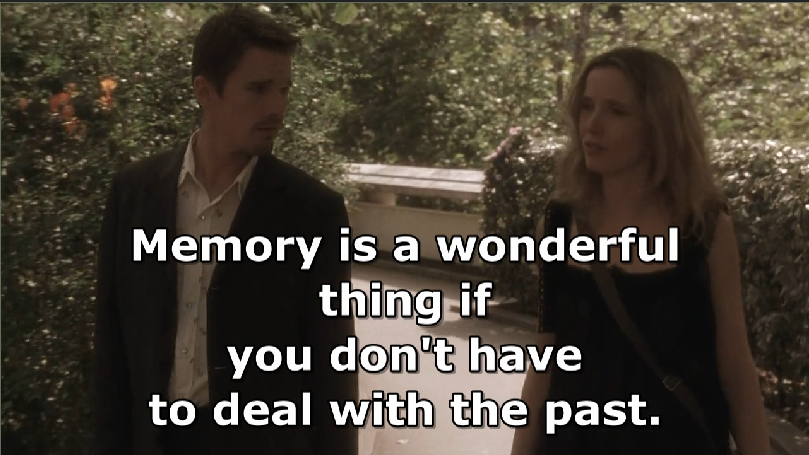 Memory is a wonderful
thing if
you don't have
to deal with the past.